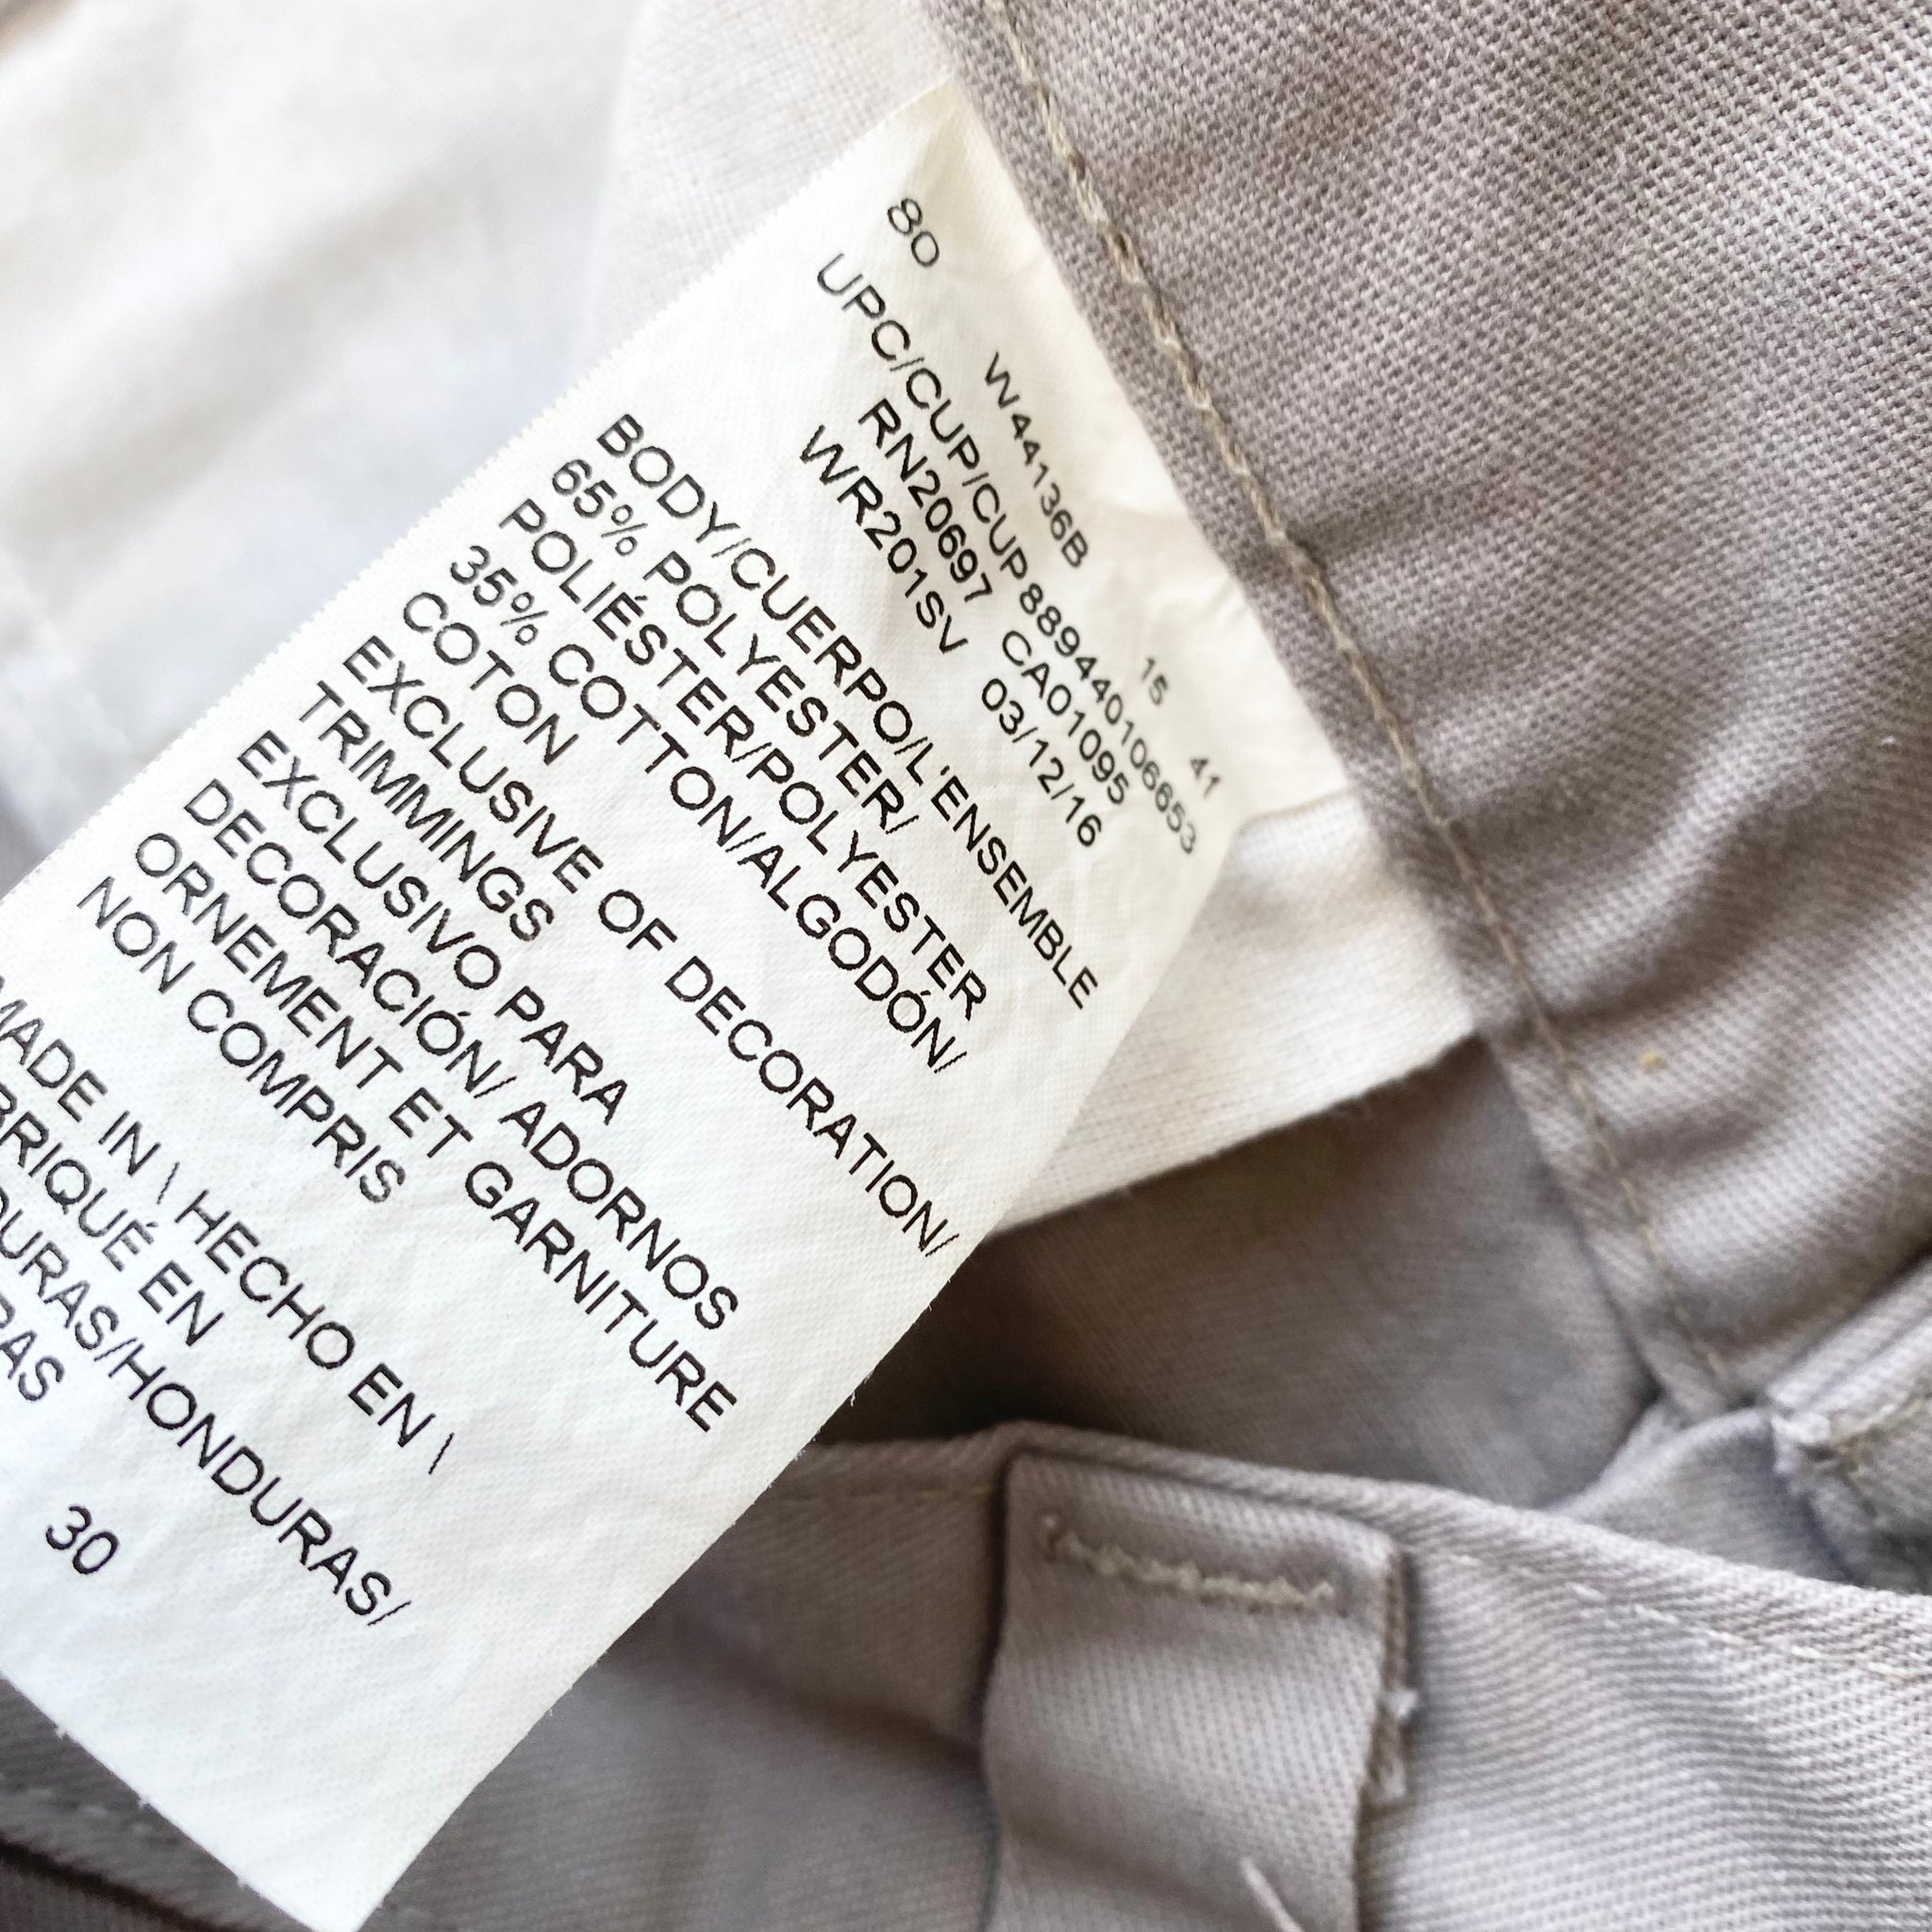 80 W44136B 15 41
UPC/CUP/CUP 889440106653
RN20697 CA01095
WR201SV 03/12/16
BODY/CUERPO/L'ENSEMBLE
65% POLYESTER/
POLIÉSTER/POLYESTER
35% COTTON/ALGODÓN/
COTON
EXCLUSIVE OF DECORATION/
TRIMMINGS
EXCLUSIVO PARA
DECORACIÓN/ ADORNOS
ORNEMENT ET GARNITURE
NON COMPRIS
MADE IN \ HECHO EN \
BRIQUÉ EN
DURAS/HONDURAS/
RAS
30